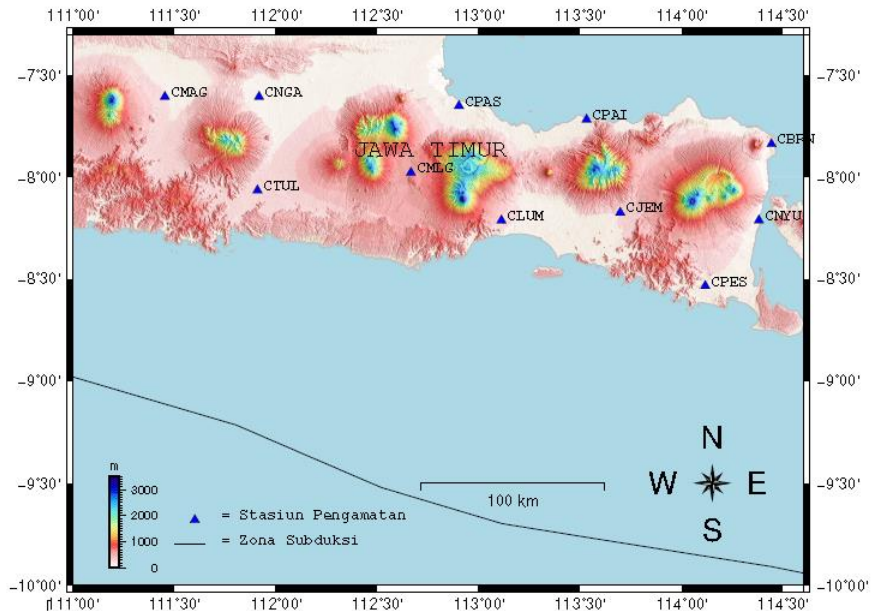 111°00' 111°30' 112°00' 112°30' 113°00' 113°30' 114°00' 114°30'
-7°30' -7°30'
CMAG CNGA CPAS CPAI CBRN
JAWA TIMUR
-8°00' -8°00'
CTUL CMLG CJEM CLUM CNYU
-8°30' -8°30'
CPES
-9°00' -9°00'
N
W E
S
-9°30' -9°30'
m
3000
2000
1000
0
= Stasiun Pengamatan
= Zona Subduksi
100 km
-10°00' -10°00'
111°00' 111°30' 112°00' 112°30' 113°00' 113°30' 114°00' 114°30'